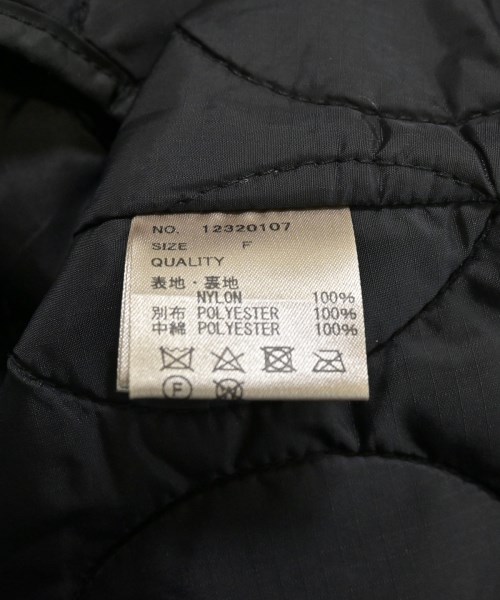 NO. 12320107
SIZE F
QUALITY
表地・裏地
NYLON 100%
別布 POLYESTER 100%
中綿 POLYESTER 100%
F W